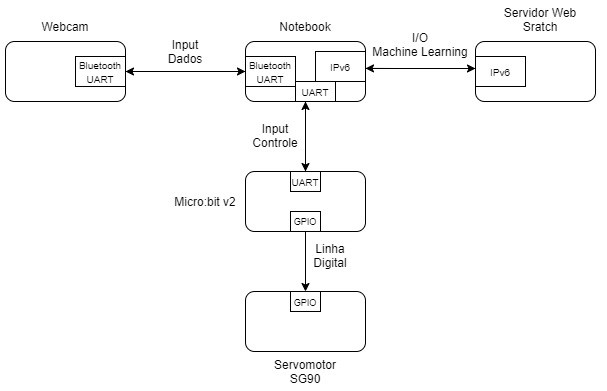 Webcam
Notebook
Servidor Web
Sratch
Input
Dados
I/O
Machine Learning
Bluetooth
UART
Bluetooth
UART
IPv6
UART
IPv6
Input
Controle
UART
Micro:bit v2
GPIO
Linha
Digital
GPIO
Servomotor
SG90